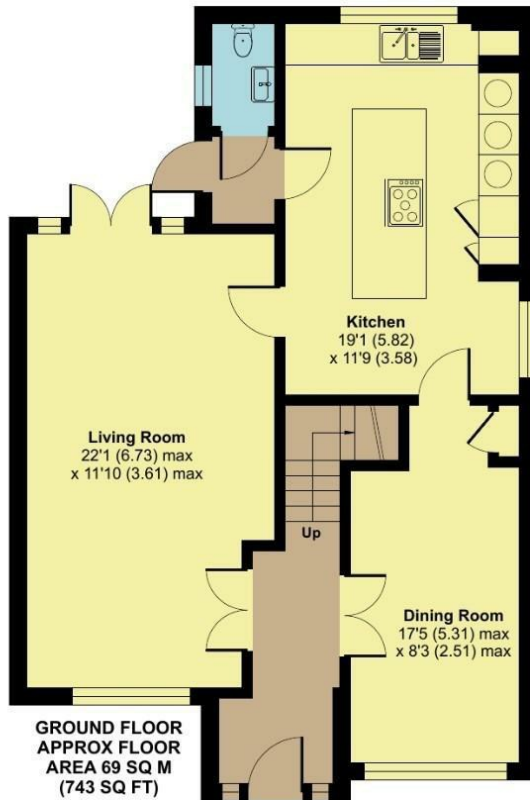 Kitchen
19'1 (5.82)
x 11'9 (3.58)
Living Room
22'1 (6.73) max
x 11'10 (3.61) max
Up
Dining Room
17'5 (5.31) max
x 8'3 (2.51) max
GROUND FLOOR
APPROX FLOOR
AREA 69 SQ M
(743 SQ FT)